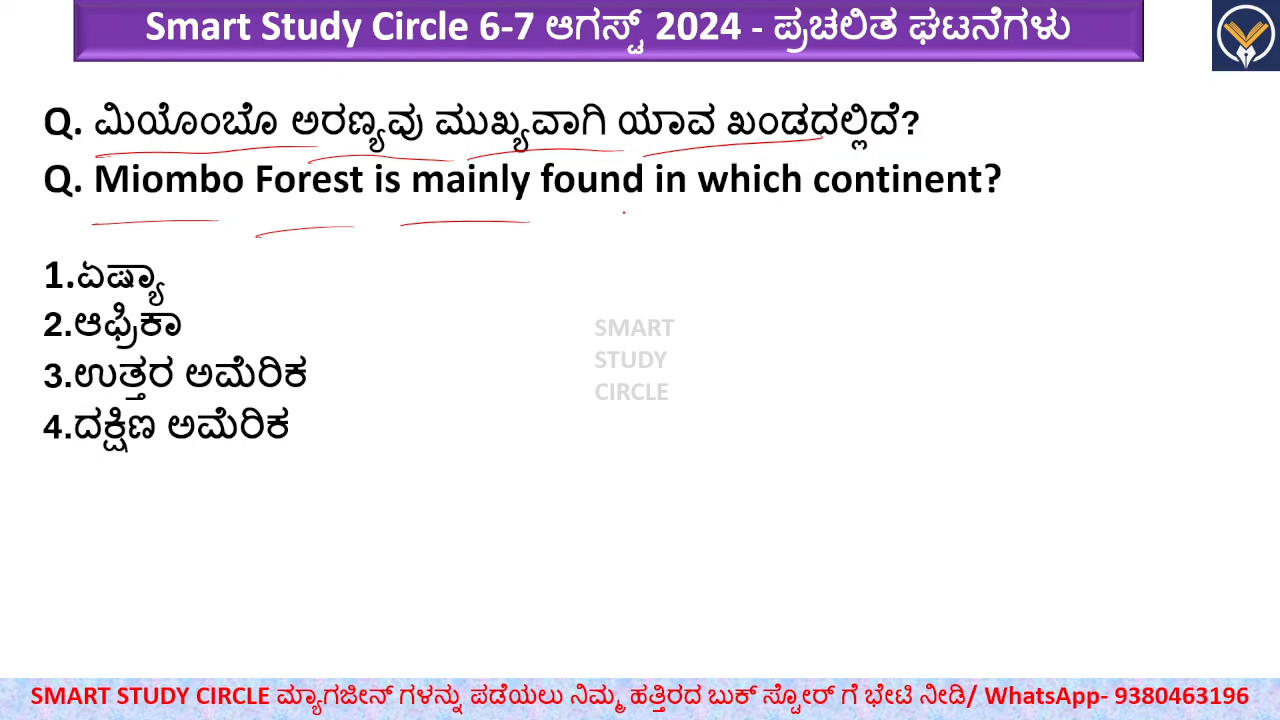 Smart Study Circle 6-7 ಆಗಸ್ಟ್ 2024 - ಪ್ರಚಲಿತ ಘಟನೆಗಳು
Q. ಮಿಯೊಂಬೊ ಅರಣ್ಯವು ಮುಖ್ಯವಾಗಿ ಯಾವ ಖಂಡದಲ್ಲಿದೆ?
Q. Miombo Forest is mainly found in which continent?
1.ಏಷ್ಯಾ
2.ಆಫ್ರಿಕಾ
3.ಉತ್ತರ ಅಮೆರಿಕ
4.ದಕ್ಷಿಣ ಅಮೆರಿಕ
SMART
STUDY
CIRCLE
SMART STUDY CIRCLE ಮ್ಯಾಗಜೀನ್ ಗಳನ್ನು ಪಡೆಯಲು ನಿಮ್ಮ ಹತ್ತಿರದ ಬುಕ್ ಸ್ಟೋರ್ ಗೆ ಭೇಟಿ ನೀಡಿ/ WhatsApp- 9380463196